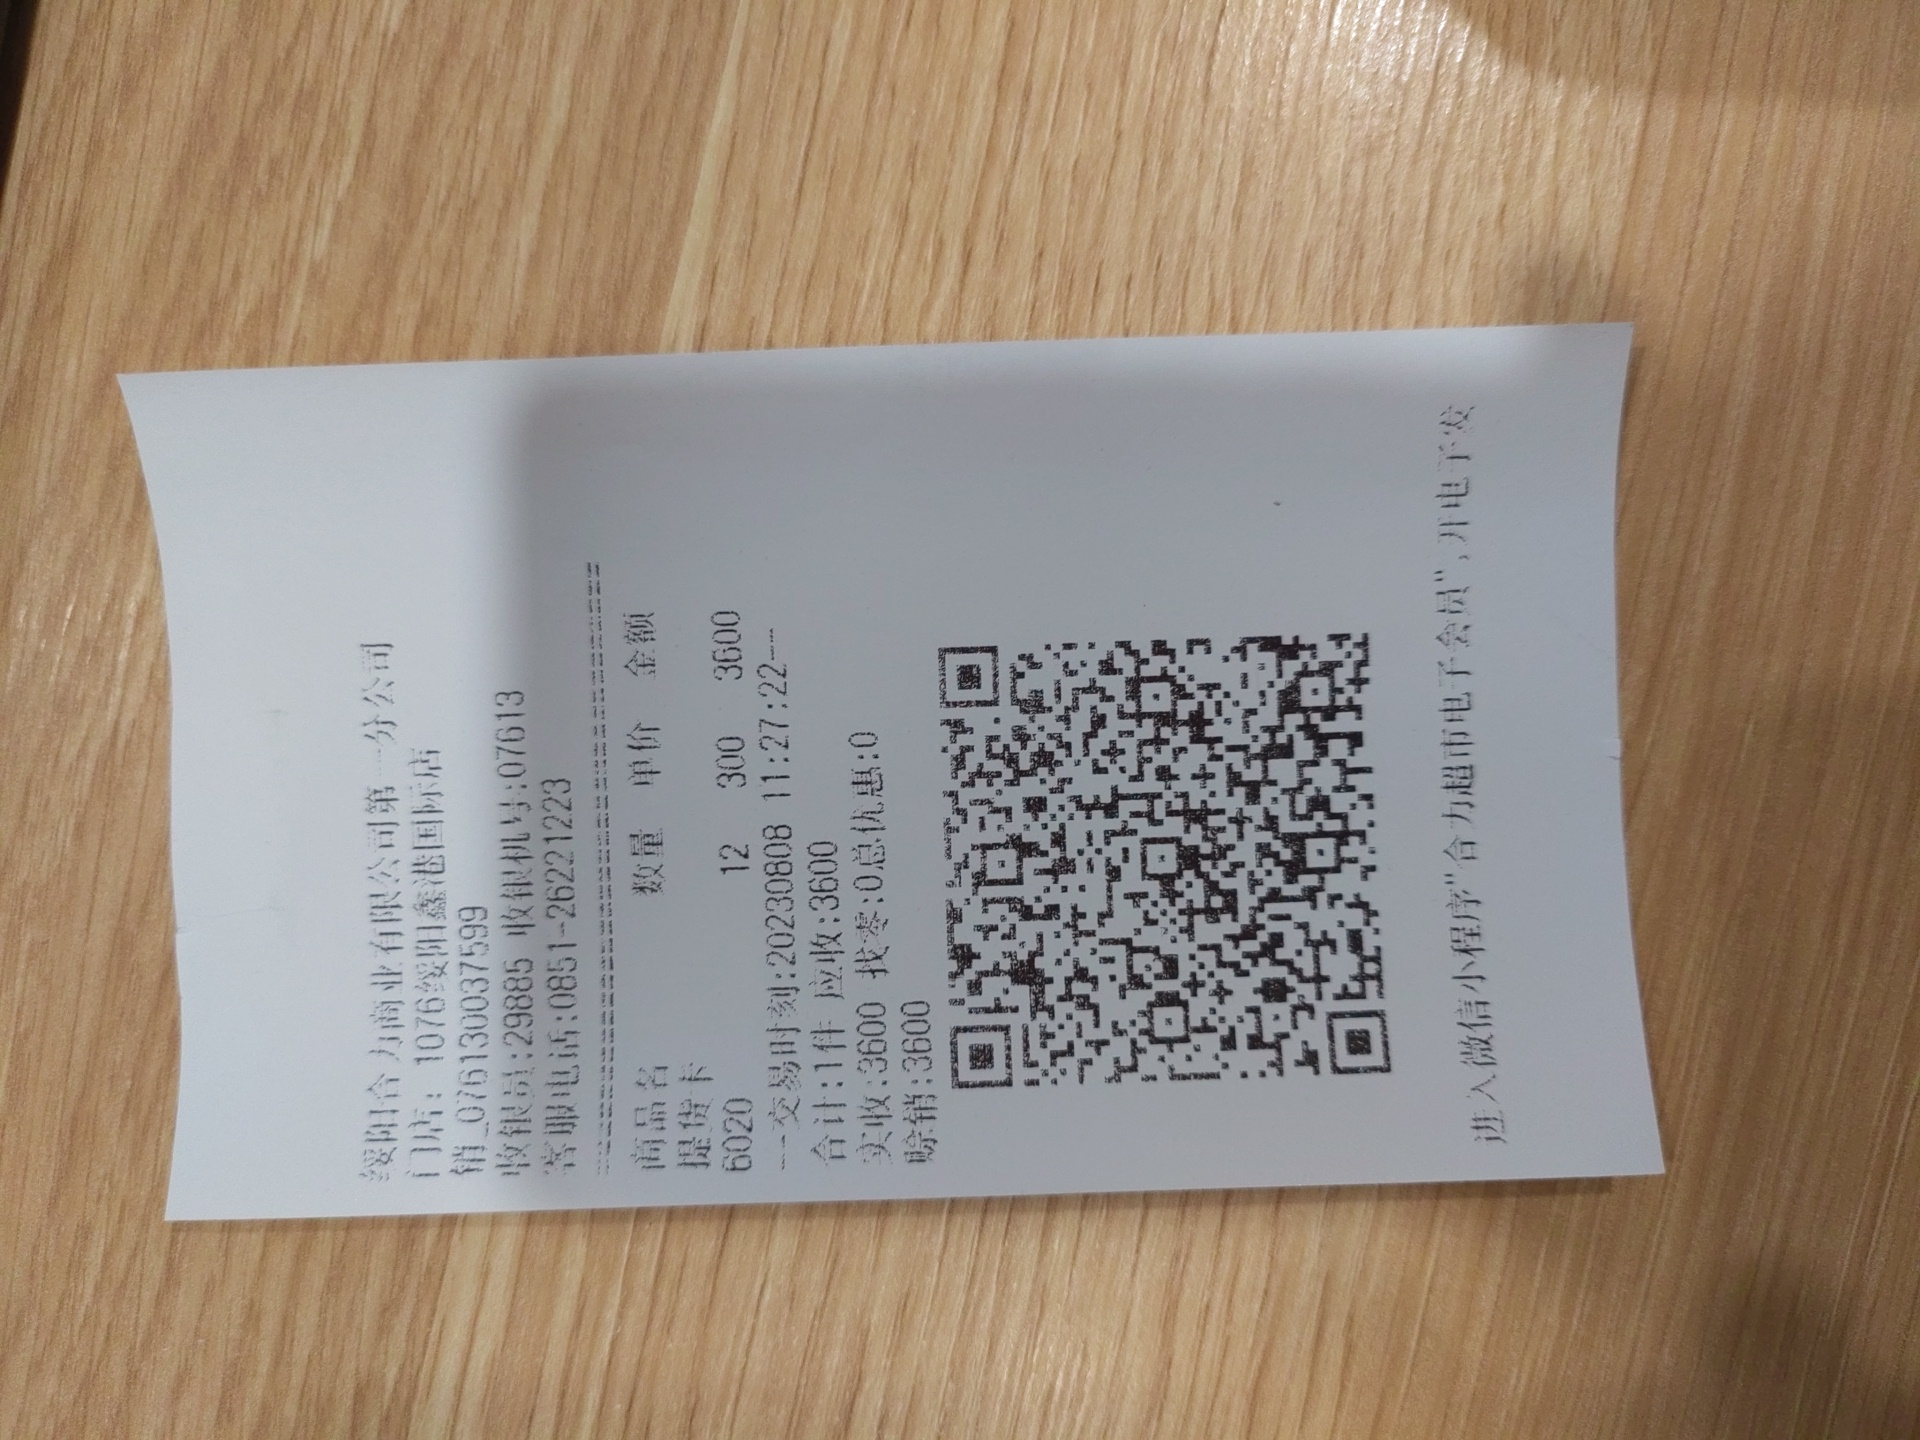 绥阳合力商业有限公司第一分公司
门店: 1076绥阳鑫港国际店
销_076130037599
收银员:29885 收银机号:07613
客服电话:0851-26221223
商品名 数量 单价 金额
提货卡
6020 12 300 3600
--交易时刻:20230808 11:27:22--
合计:1件 应收:3600
实收:3600 找零:0总优惠:0
赊销:3600
进入微信小程序"合力超市电子会员",开电子发